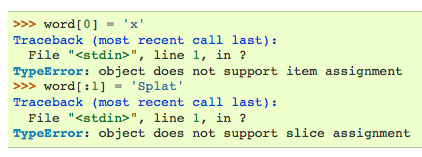 >>> word[0] = 'x'
Traceback (most recent call last):
  File "<stdin>", line 1, in ?
TypeError: object does not support item assignment
>>> word[:1] = 'Splat'
Traceback (most recent call last):
  File "<stdin>", line 1, in ?
TypeError: object does not support slice assignment